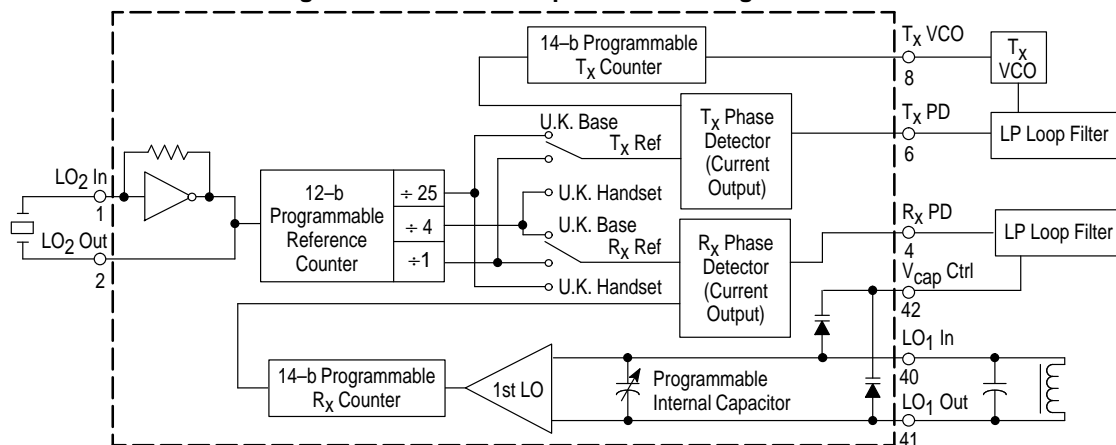 14–b Programmable
Tx Counter
Tx VCO
8
Tx
VCO
Tx PD
6
LP Loop Filter
U.K. Base
Tx Ref
Tx Phase
Detector
(Current
Output)
LO2 In
1
LO2 Out
2
12–b
Programmable
Reference
Counter
÷ 25
÷ 4
÷1
U.K. Handset
U.K. Base
Rx Ref
U.K. Handset
Rx Phase
Detector
(Current
Output)
Rx PD
4
LP Loop Filter
Vcap Ctrl
42
14–b Programmable
Rx Counter
1st LO
Programmable
Internal Capacitor
LO1 In
40
LO1 Out
41